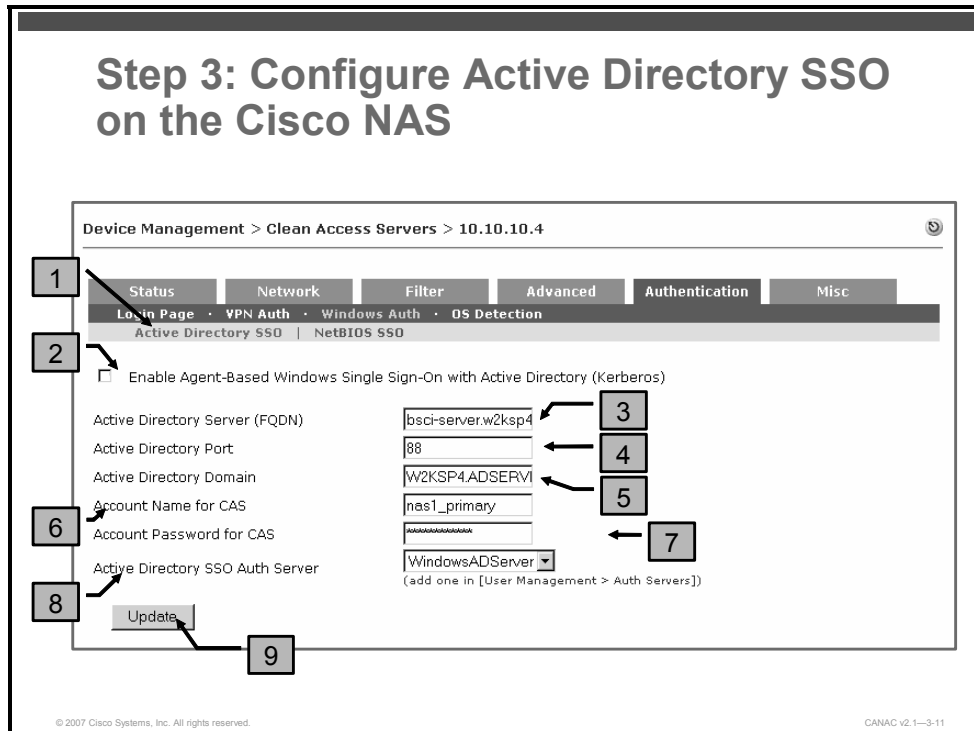 Step 3: Configure Active Directory SSO
on the Cisco NAS
Device Management > Clean Access Servers > 10.10.10.4
1
Status Network Filter Advanced Authentication Misc
Login Page · VPN Auth · Windows Auth · OS Detection
Active Directory SSO | NetBIOS SSO
2
Enable Agent-Based Windows Single Sign-On with Active Directory (Kerberos)
Active Directory Server (FQDN) bsci-server.w2ksp4 3
Active Directory Port 88 4
Active Directory Domain W2KSP4.ADSERVI 5
6 Account Name for CAS nas1_primary
Account Password for CAS ************ 7
8 Active Directory SSO Auth Server WindowsADServer
(add one in [User Management > Auth Servers])
Update
9
© 2007 Cisco Systems, Inc. All rights reserved. CANAC v2.1—3-11